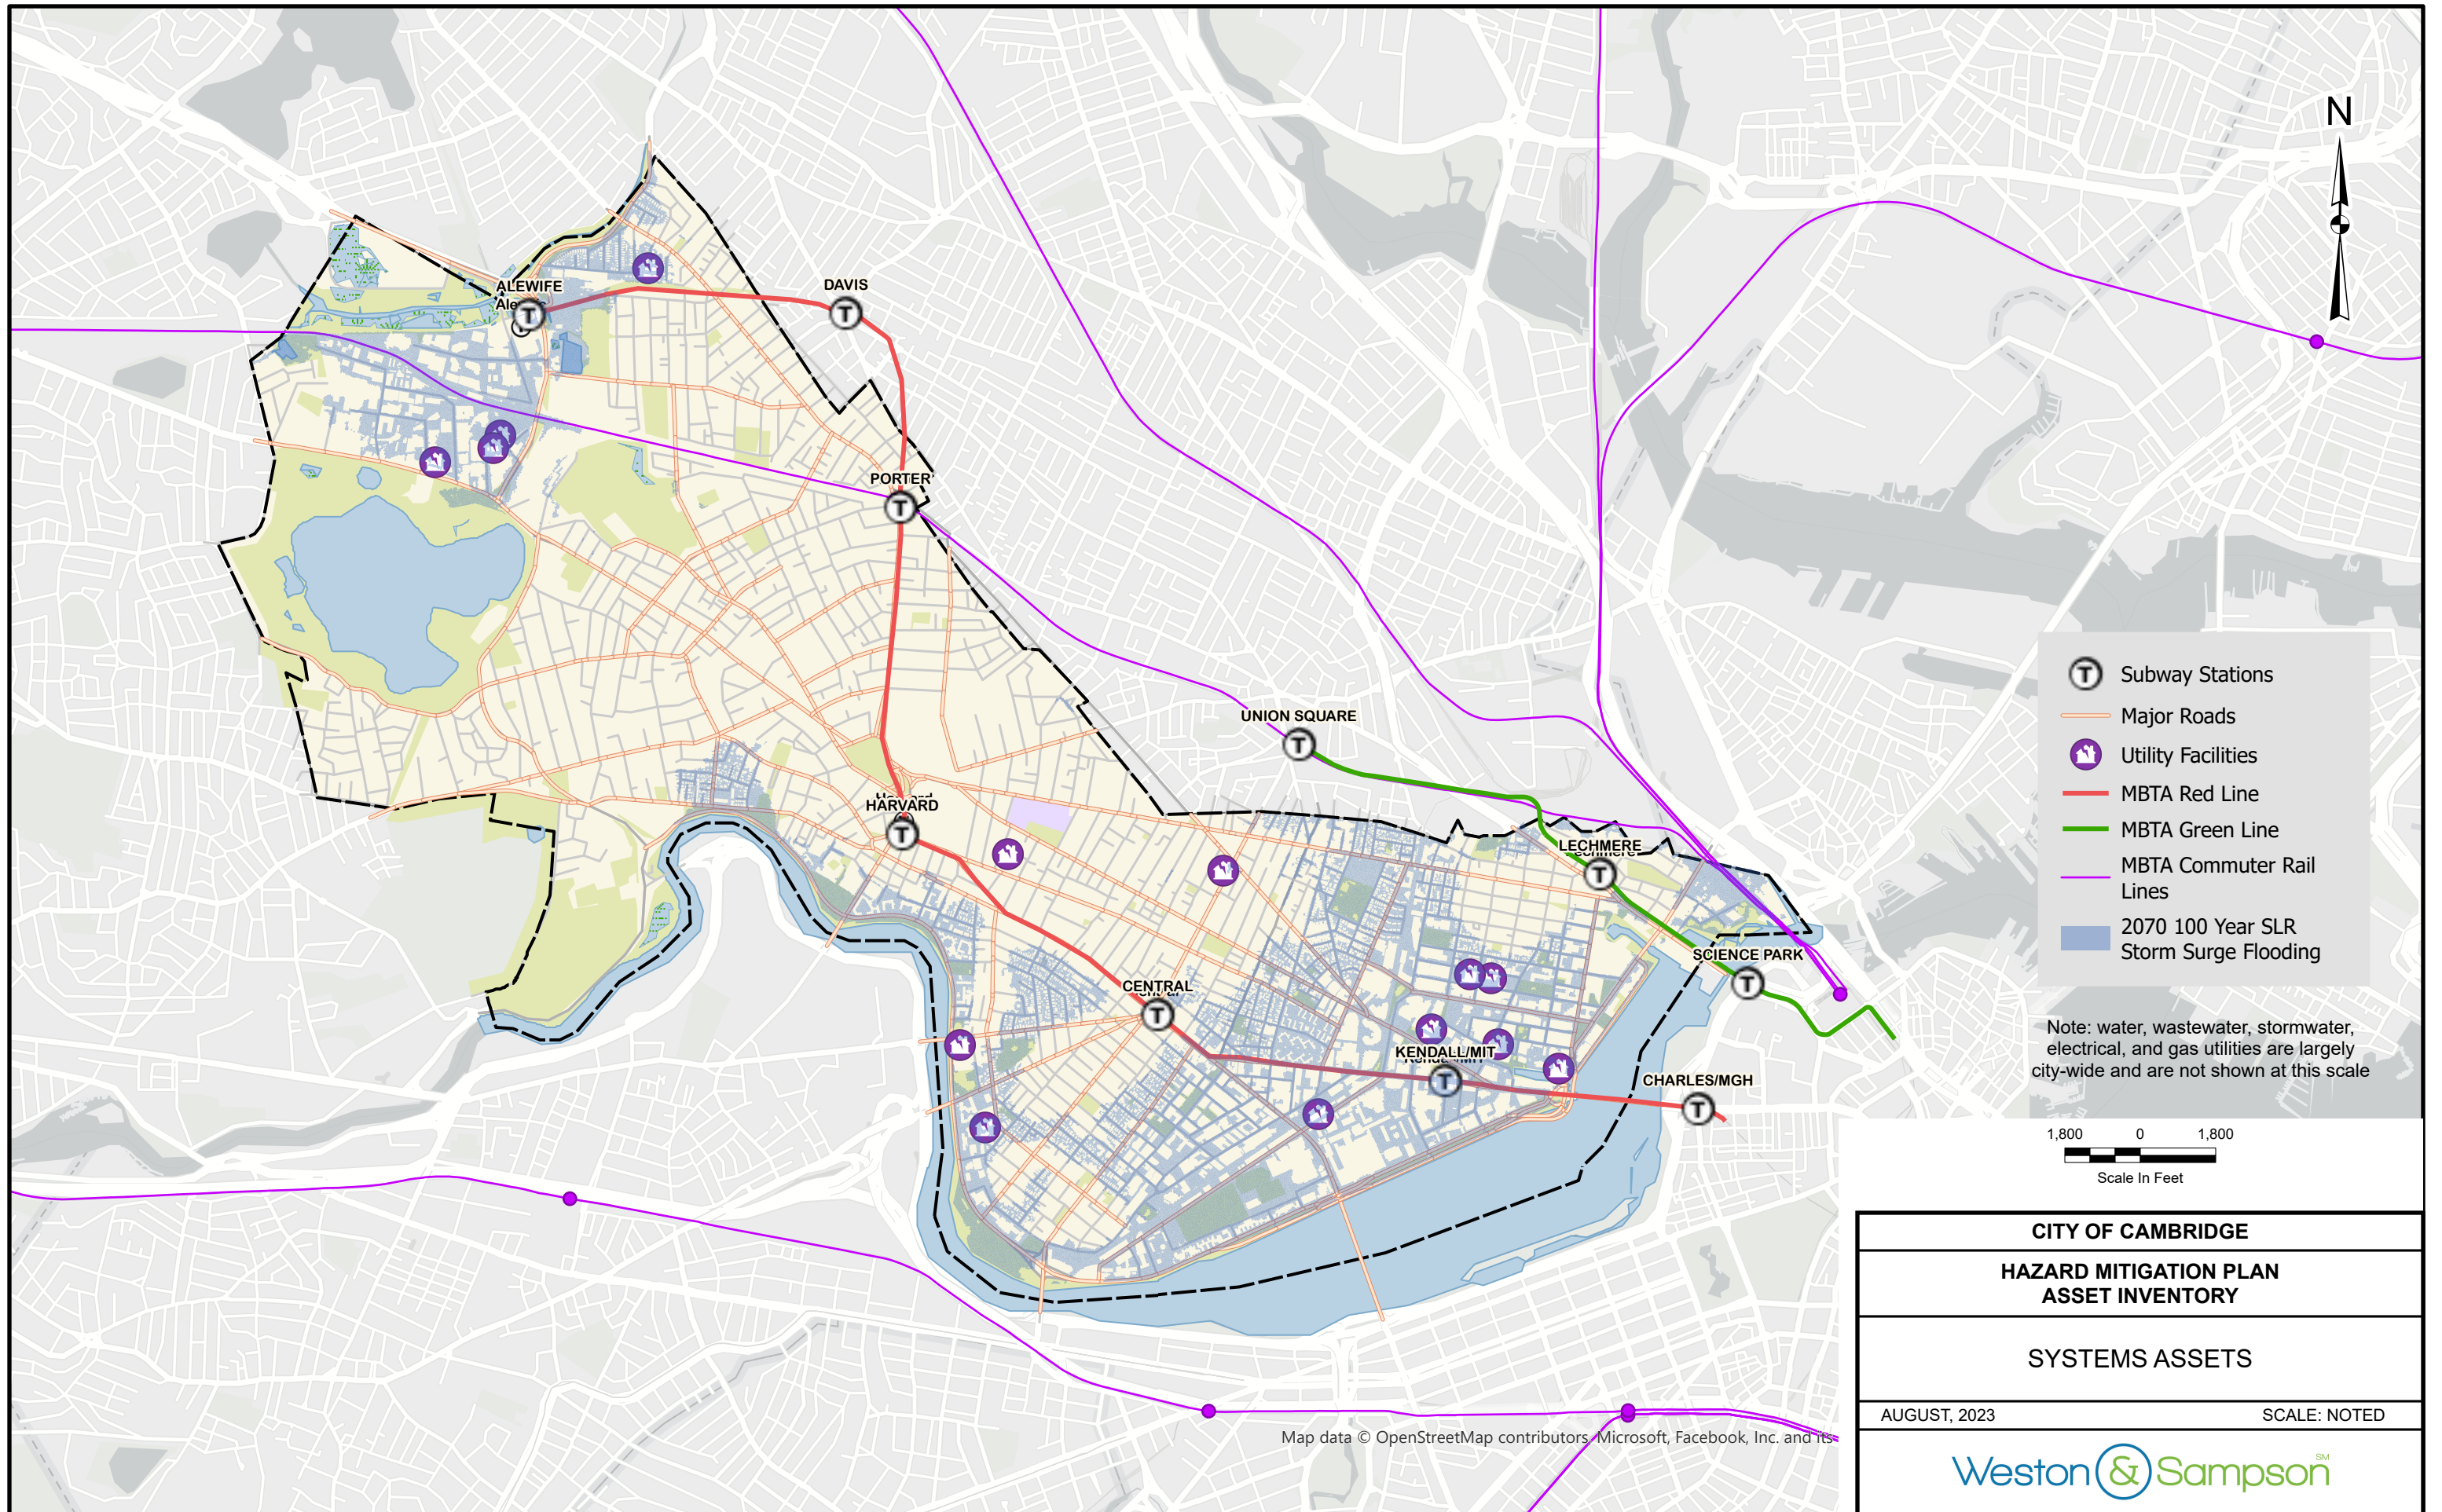 N
ALEWIFE
DAVIS
PORTER
UNION SQUARE
HARVARD
LECHMERE
SCIENCE PARK
CENTRAL
KENDALL/MIT
CHARLES/MGH
T Subway Stations
Major Roads
Utility Facilities
MBTA Red Line
MBTA Green Line
MBTA Commuter Rail
Lines
2070 100 Year SLR
Storm Surge Flooding
Note: water, wastewater, stormwater,
electrical, and gas utilities are largely
city-wide and are not shown at this scale
1,800 0 1,800
Scale In Feet
CITY OF CAMBRIDGE
HAZARD MITIGATION PLAN
ASSET INVENTORY
SYSTEMS ASSETS
AUGUST, 2023 SCALE: NOTED
Weston & Sampson SM
Map data © OpenStreetMap contributors, Microsoft, Facebook, Inc. and its